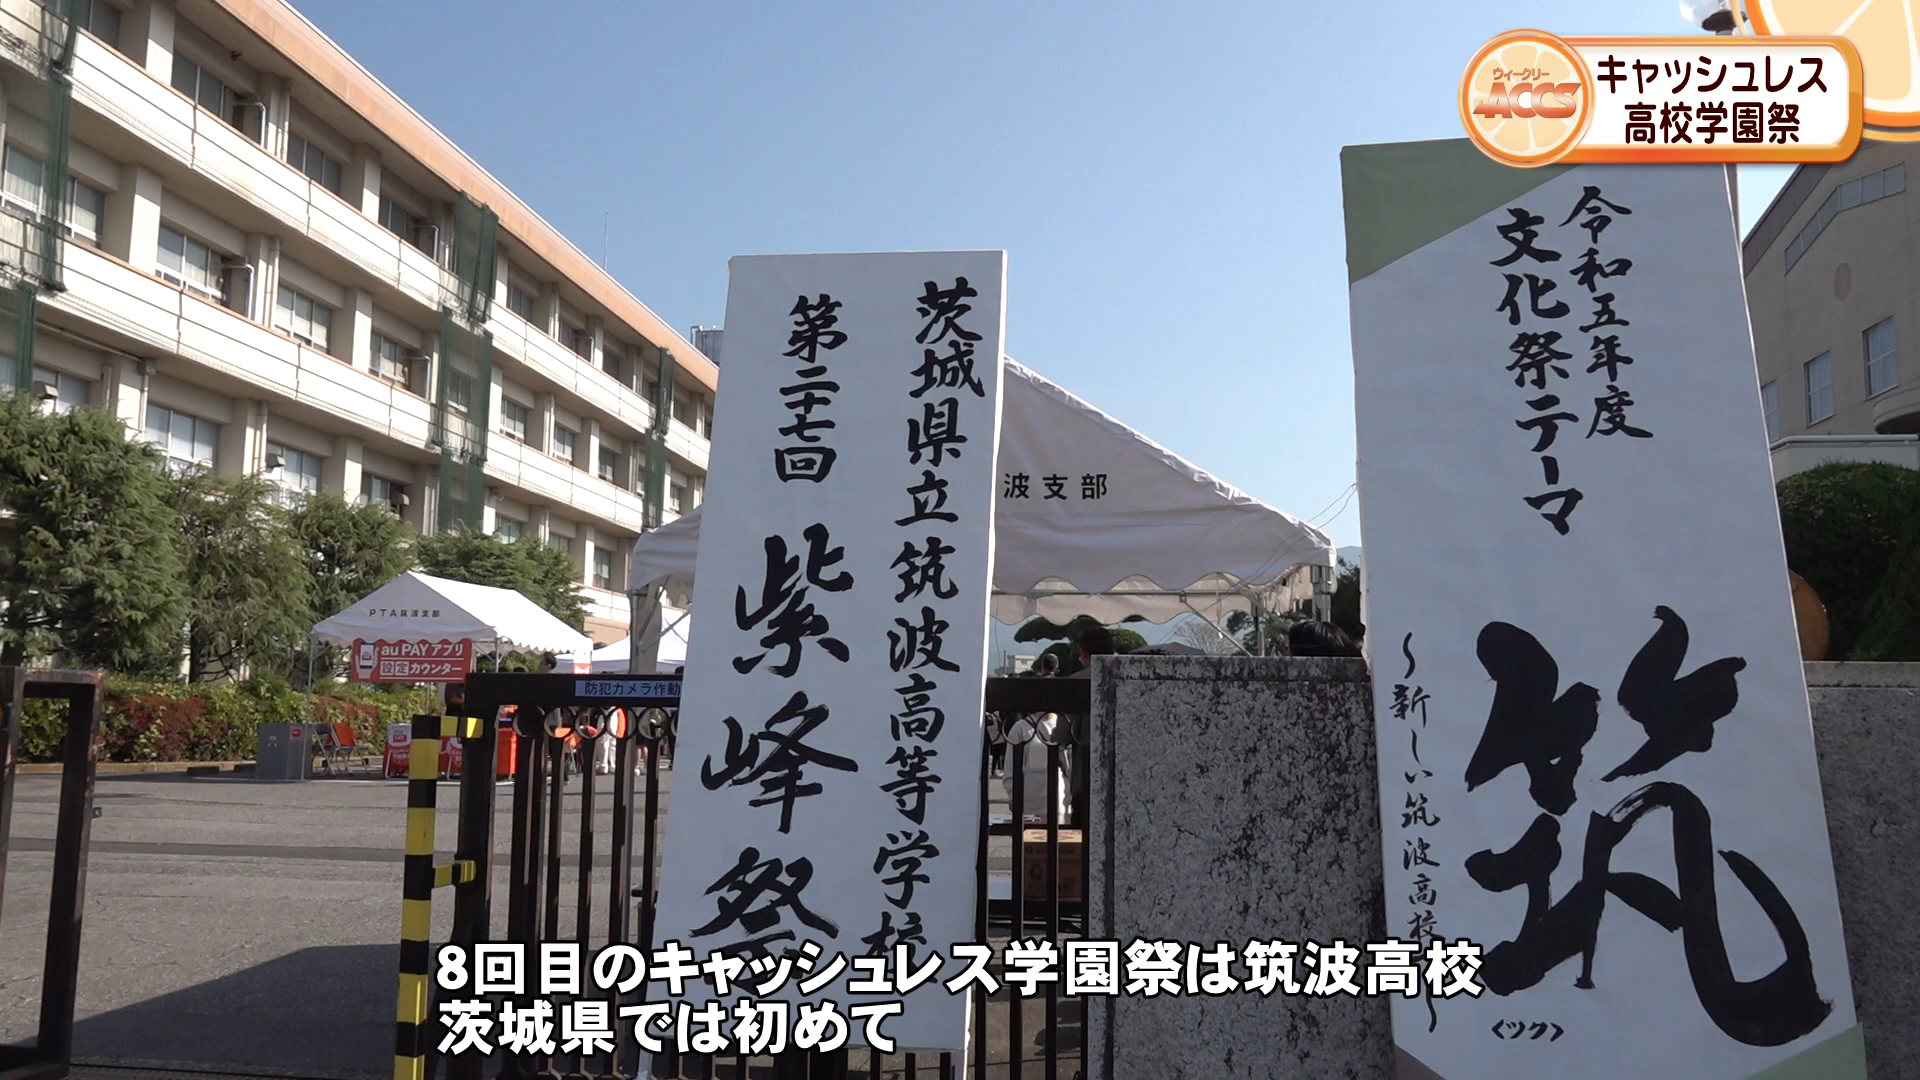 ウィークリー
ACCS
キャッシュレス
高校学園祭
令和五年度
文化祭テーマ
筑
〜新しい筑波高校〜
〈ツク〉
茨城県立筑波高等学校
第二十七回 紫峰祭
波支部
PTA筑波支部
au PAYアプリ
設定カウンター
防犯カメラ作動
8回目のキャッシュレス学園祭は筑波高校
茨城県では初めて